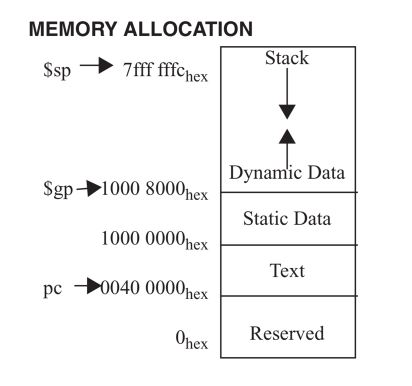 MEMORY ALLOCATION
Stack
$sp 7fff fffc hex
Dynamic Data
$gp 1000 8000 hex
Static Data
1000 0000 hex
Text
pc 0040 0000 hex
Reserved
0 hex